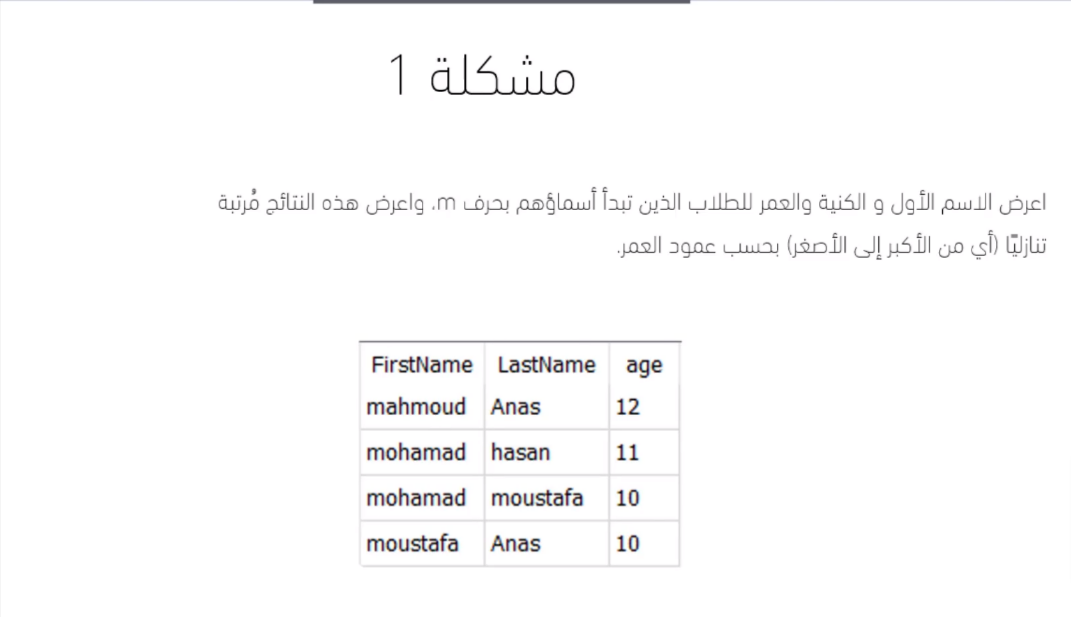 مشكلة 1
اعرض الاسم الأول و الكنية والعمر للطلاب الذين تبدأ أسماؤهم بحرف m، واعرض هذه النتائج مُرتبة
تنازليًّا (أي من الأكبر إلى الأصغر) بحسب عمود العمر.
FirstName LastName age
mahmoud Anas 12
mohamad hasan 11
mohamad moustafa 10
moustafa Anas 10